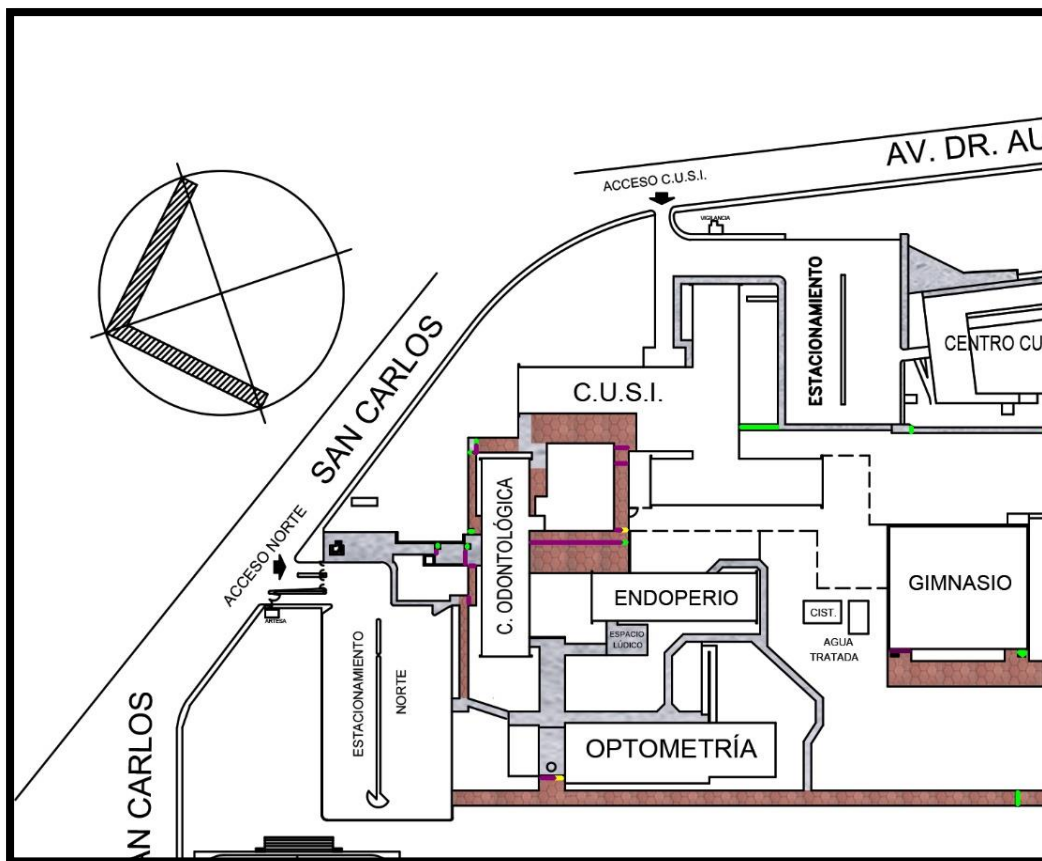 AV. DR. AU
ACCESO C.U.S.I.
VIGILANCIA
ESTACIONAMIENTO
CENTRO CU
SAN CARLOS
C.U.S.I.
C. ODONTOLÓGICA
ACCESO NORTE
GIMNASIO
ENDOPERIO
CIST.
ARTESA
ESPACIO
LÚDICO
AGUA
TRATADA
ESTACIONAMIENTO
NORTE
OPTOMETRÍA
AN CARLOS